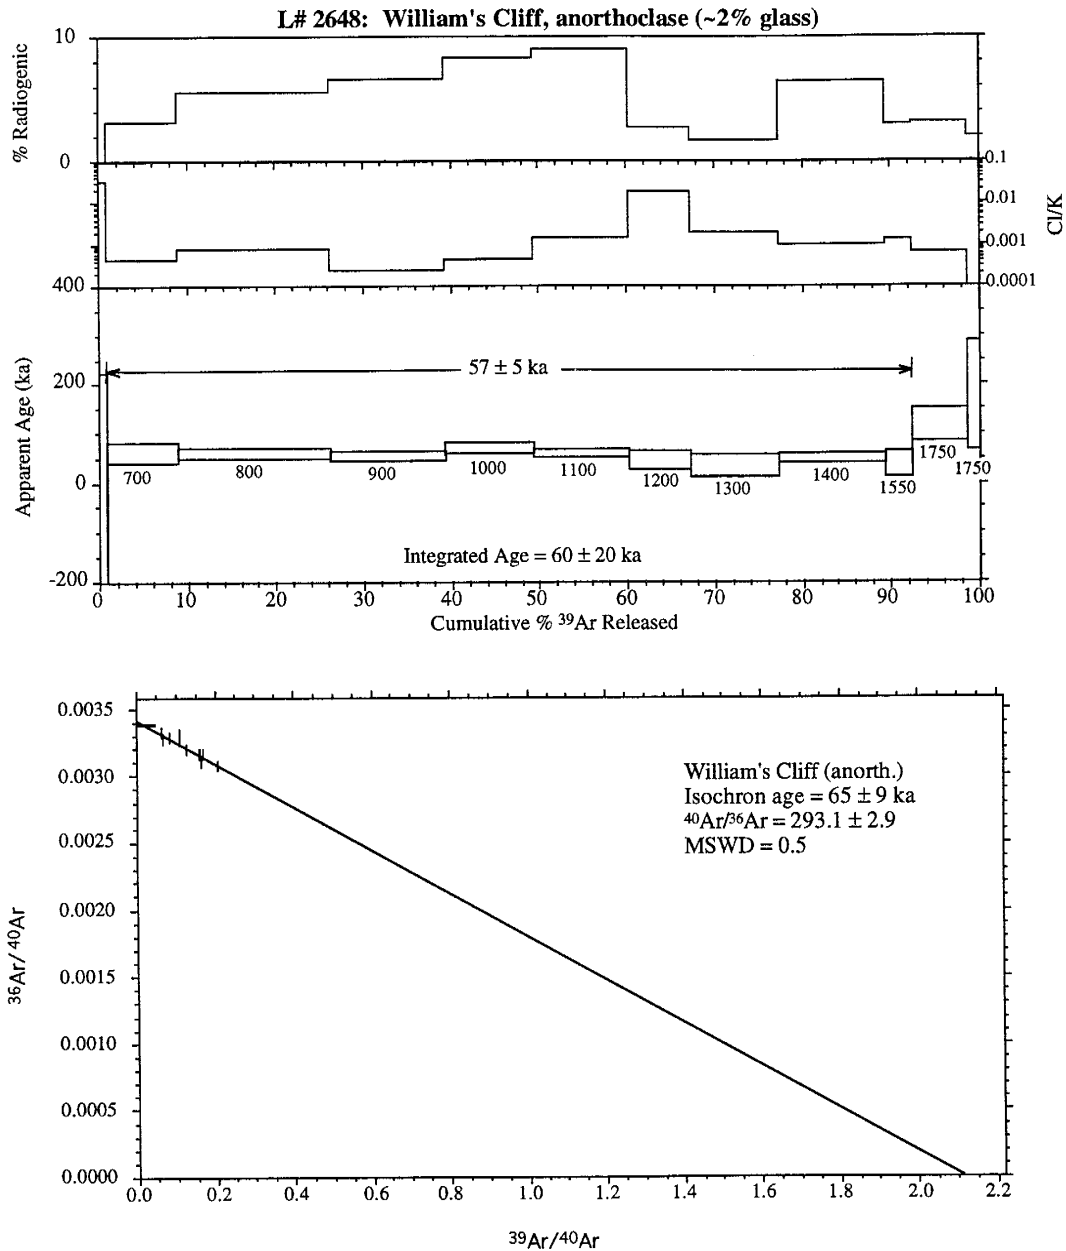 L# 2648: William's Cliff, anorthoclase (~2% glass)
10
% Radiogenic
0
0.1
0.01
Cl/K
0.001
0.0001
400
57 ± 5 ka
200
Apparent Age (ka)
700
800
900
1000
1100
1200
1300
1400
1550
1750
1750
0
Integrated Age = 60 ± 20 ka
-200
0 10 20 30 40 50 60 70 80 90 100
Cumulative % ³⁹Ar Released
0.0035
0.0030
William's Cliff (anorth.)
Isochron age = 65 ± 9 ka
⁴⁰Ar/³⁶Ar = 293.1 ± 2.9
MSWD = 0.5
0.0025
0.0020
³⁶Ar/⁴⁰Ar
0.0015
0.0010
0.0005
0.0000
0.0 0.2 0.4 0.6 0.8 1.0 1.2 1.4 1.6 1.8 2.0 2.2
³⁹Ar/⁴⁰Ar